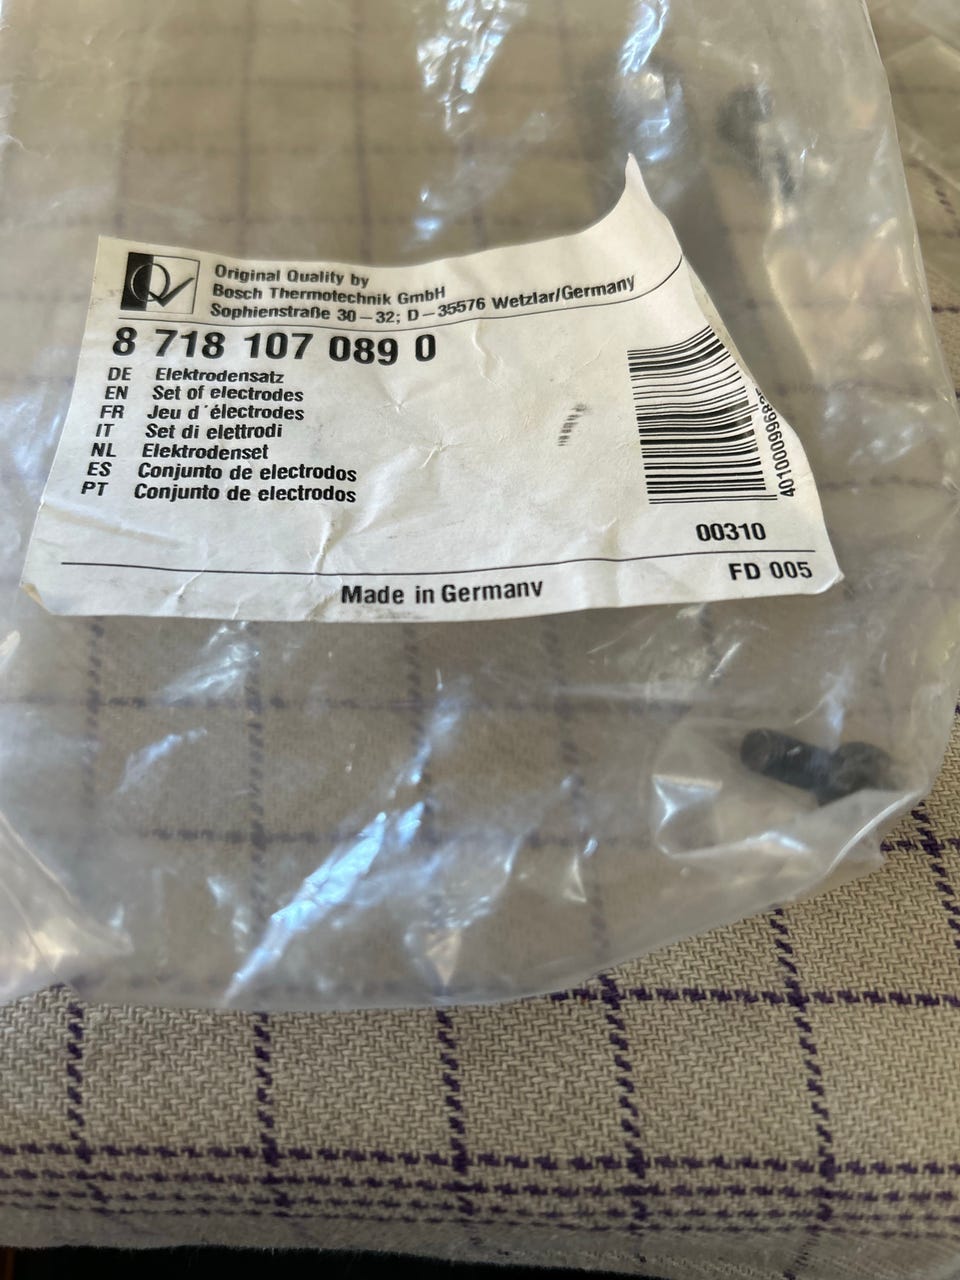 Original Quality by
Bosch Thermotechnik GmbH
Sophienstraße 30–32; D–35576 Wetzlar/Germany
8 718 107 089 0
DE Elektrodensatz
EN Set of electrodes
FR Jeu d´électrodes
IT Set di elettrodi
NL Elektrodenset
ES Conjunto de electrodos
PT Conjunto de electrodos
00310
FD 005
Made in Germany